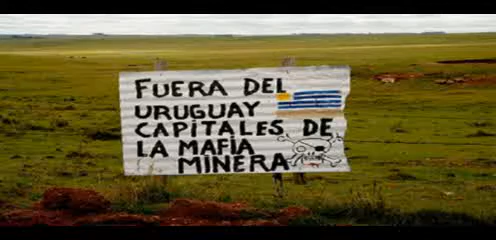 FUERA DEL
URUGUAY
CAPITALES DE
LA MAFIA
MINERA